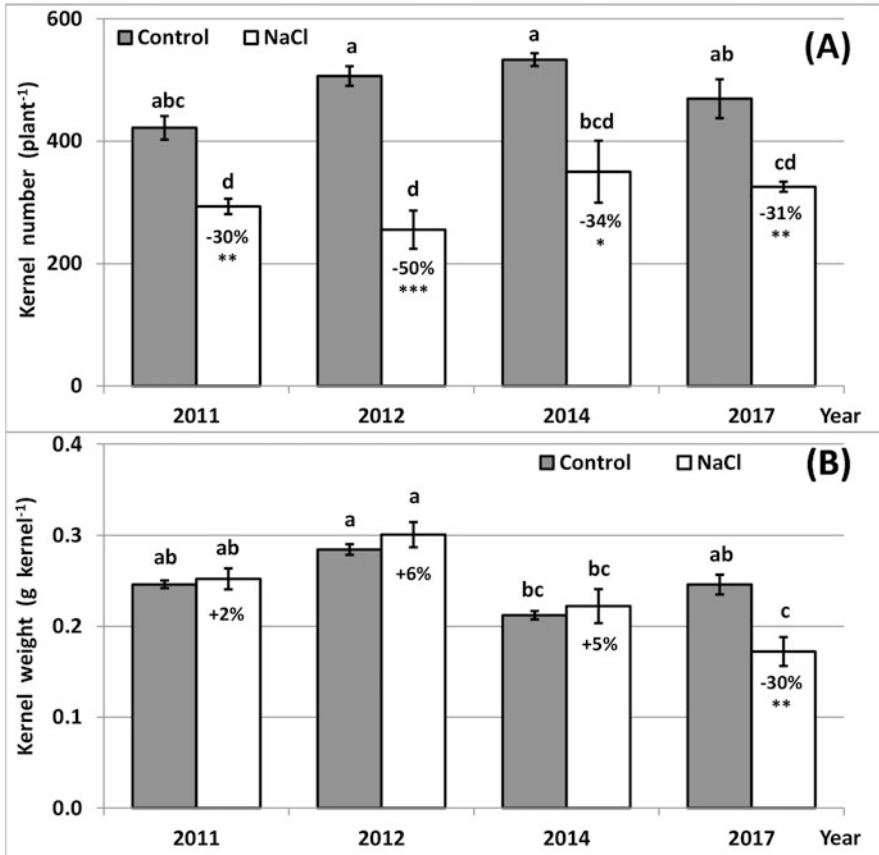 600
Control NaCl
(A)
a
a
ab
abc
400
bcd
cd
d
d
-30%
**
-50%
***
-34%
*
-31%
**
200
0
Kernel number (plant⁻¹)
2011 2012 2014 2017 Year
0.4
Control NaCl
(B)
a
a
0.3
ab ab
ab
bc bc
c
+2%
+6%
+5%
-30%
**
0.2
0.1
0.0
Kernel weight (g kernel⁻¹)
2011 2012 2014 2017 Year